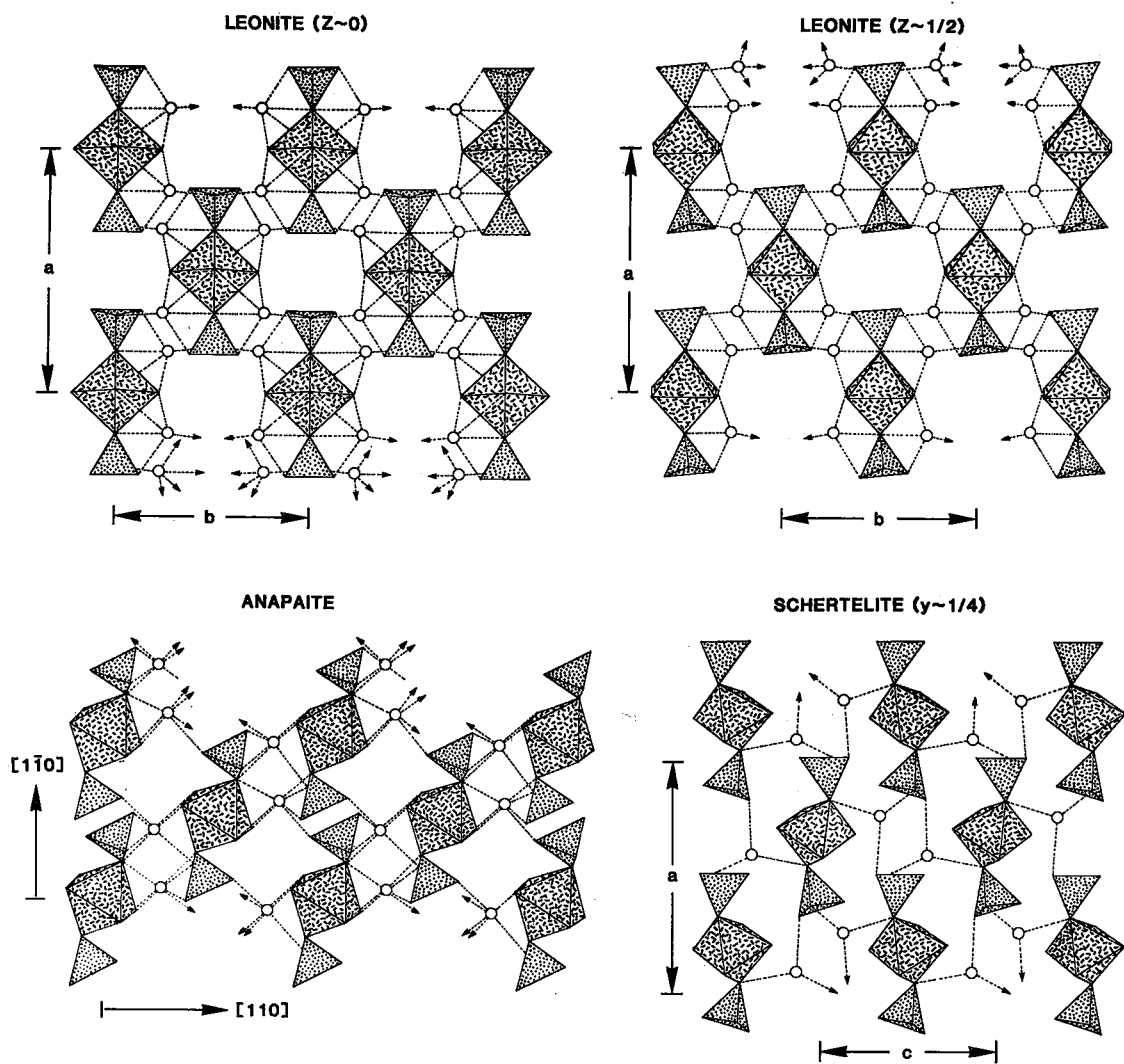 LEONITE (Z~0)
LEONITE (Z~1/2)
a
b
a
b
ANAPAITE
SCHERTELITE (y~1/4)
[11̄0]
[110]
a
c